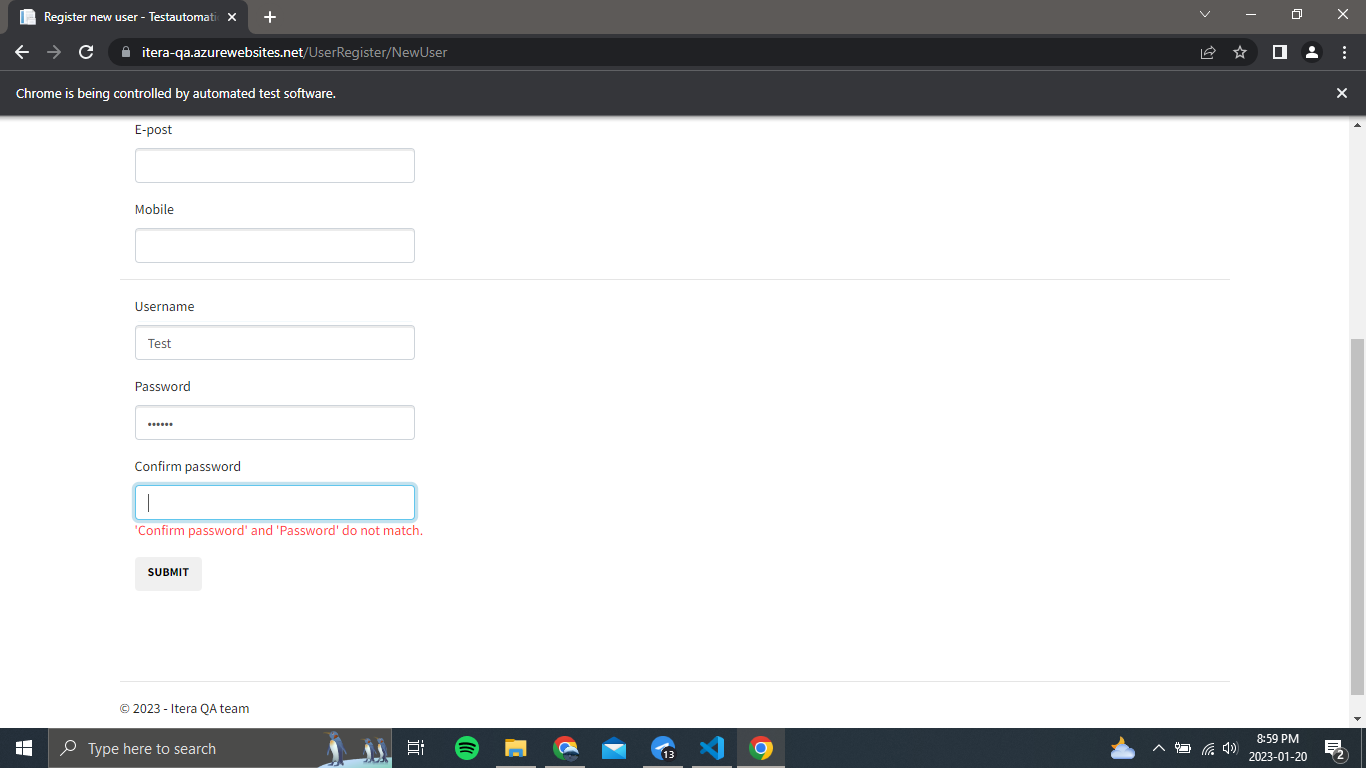 Register new user - Testautomati
itera-qa.azurewebsites.net/UserRegister/NewUser
Chrome is being controlled by automated test software.
E-post
Mobile
Username
Test
Password
••••••
Confirm password
'Confirm password' and 'Password' do not match.
SUBMIT
© 2023 - Itera QA team
Type here to search
13
8:59 PM
2023-01-20
2